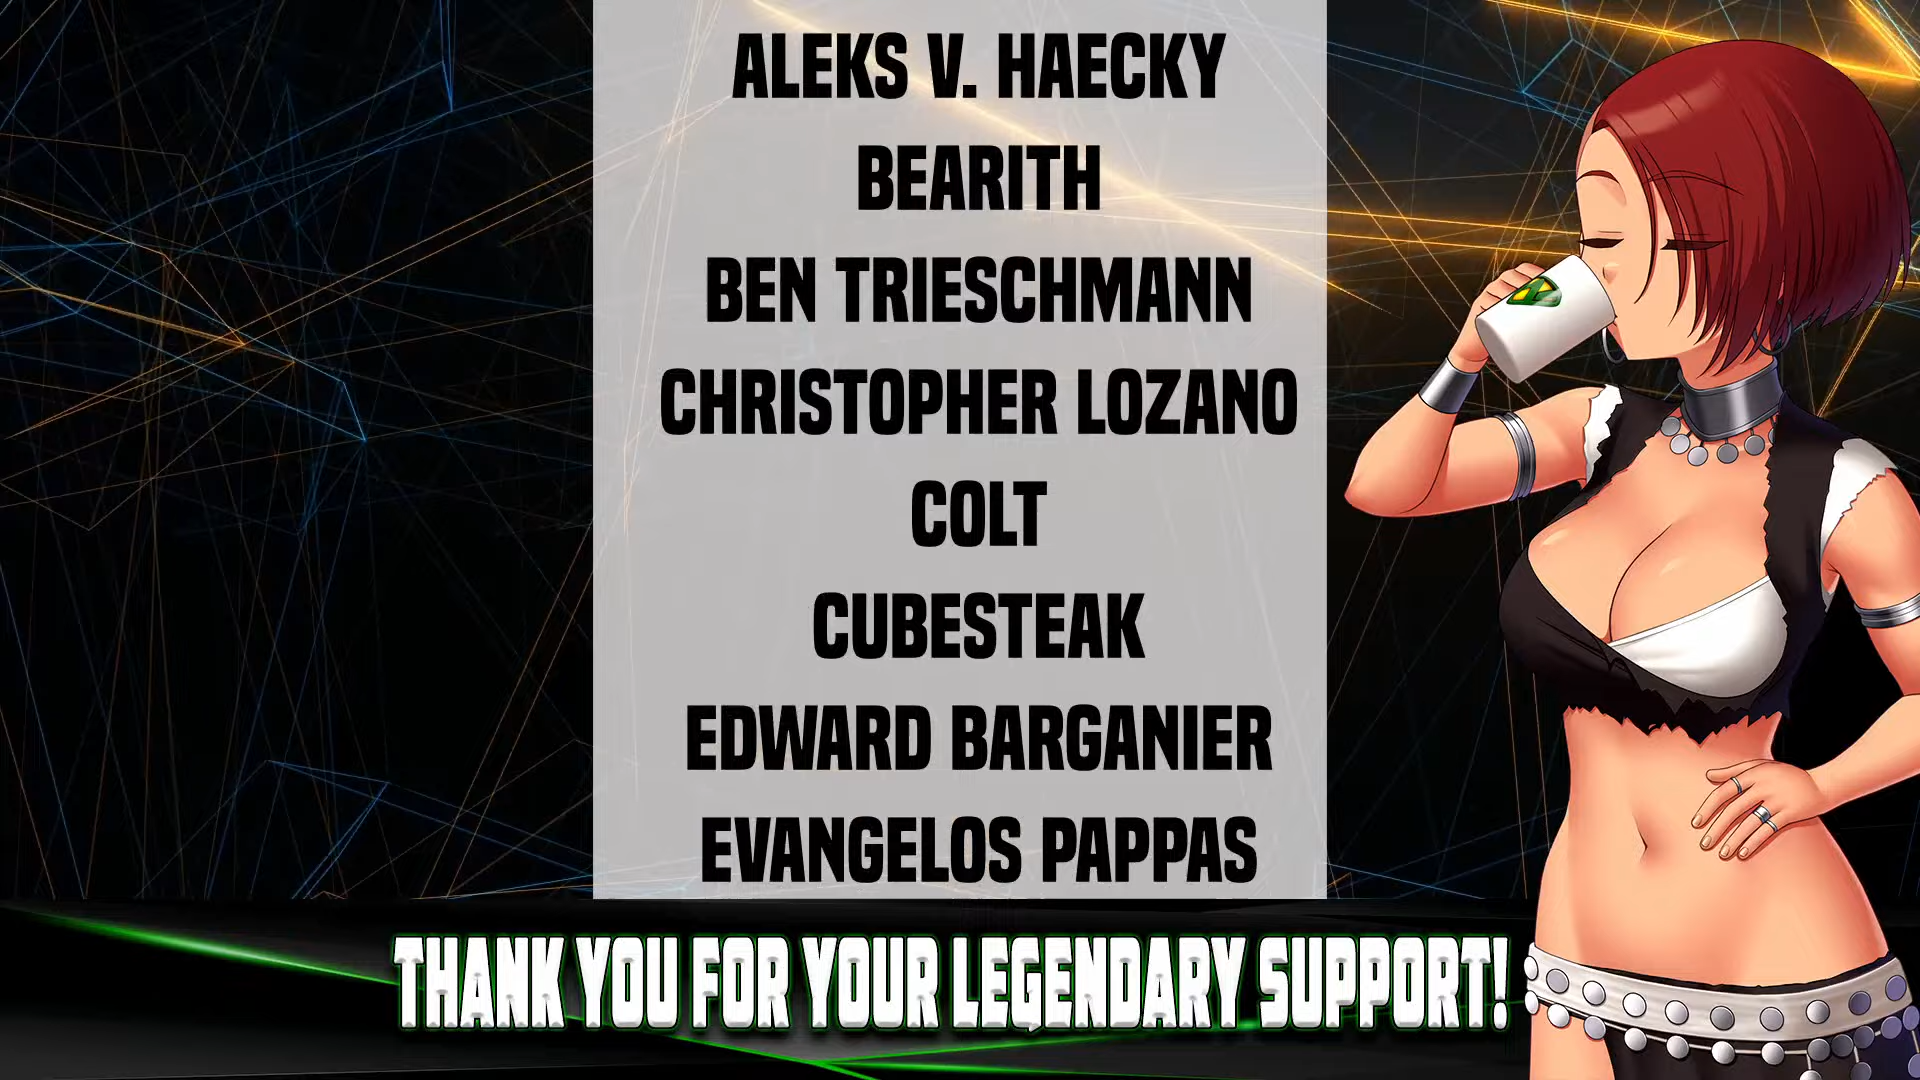 ALEKS V. HAECKY
BEARITH
BEN TRIESCHMANN
CHRISTOPHER LOZANO
COLT
CUBESTEAK
EDWARD BARGANIER
EVANGELOS PAPPAS
THANK YOU FOR YOUR LEGENDARY SUPPORT!